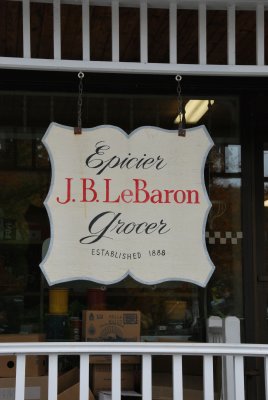 Epicier
J.B. LeBaron
Grocer
ESTABLISHED 1888